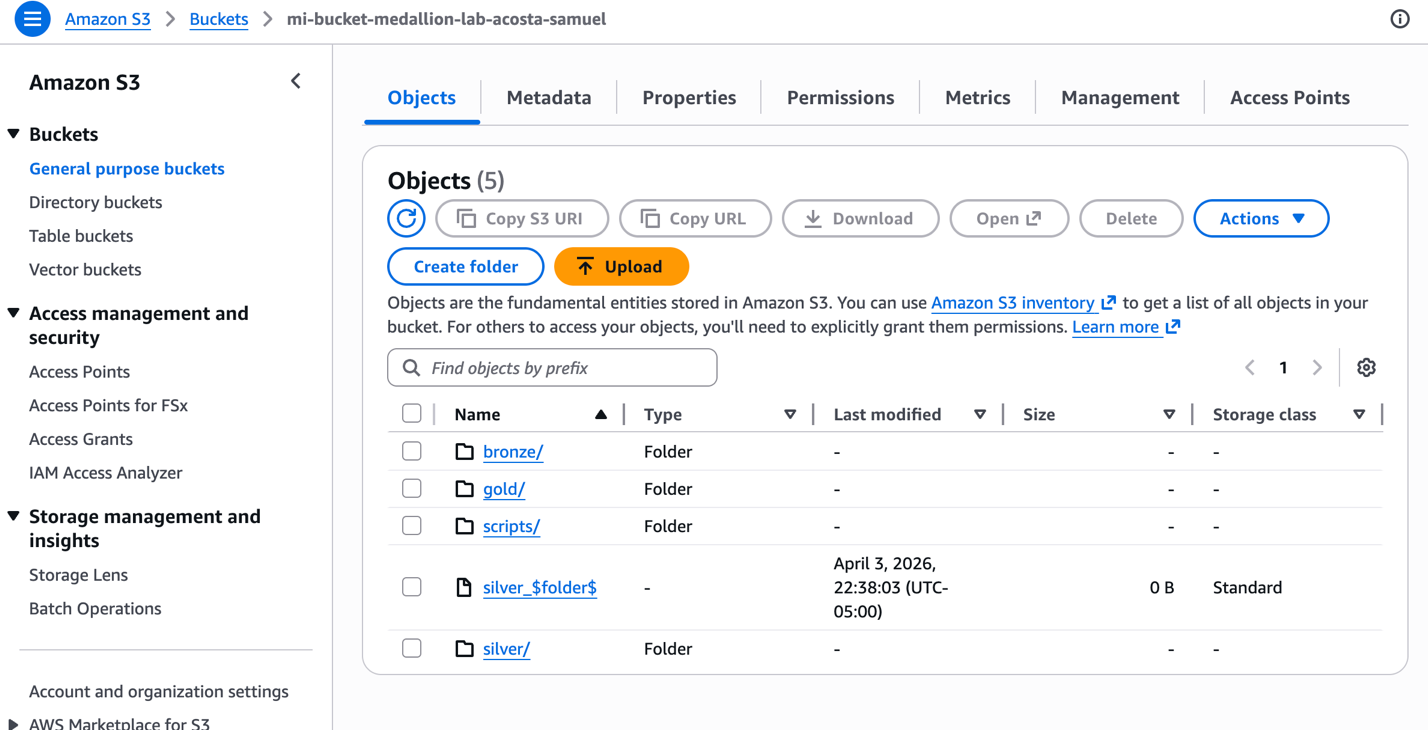 Amazon S3 > Buckets > mi-bucket-medallion-lab-acosta-samuel
Amazon S3
Buckets
General purpose buckets
Directory buckets
Table buckets
Vector buckets
Access management and
security
Access Points
Access Points for FSx
Access Grants
IAM Access Analyzer
Storage management and
insights
Storage Lens
Batch Operations
Account and organization settings
AWS Marketplace for S3
Objects Metadata Properties Permissions Metrics Management Access Points
Objects (5)
Copy S3 URI Copy URL Download Open Delete Actions
Create folder Upload
Objects are the fundamental entities stored in Amazon S3. You can use Amazon S3 inventory to get a list of all objects in your
bucket. For others to access your objects, you'll need to explicitly grant them permissions. Learn more
Find objects by prefix
1
Name Type Last modified Size Storage class
bronze/ Folder - - -
gold/ Folder - - -
scripts/ Folder - - -
April 3, 2026,
silver_$folder$ - 22:38:03 (UTC- 0 B Standard
05:00)
silver/ Folder - - -